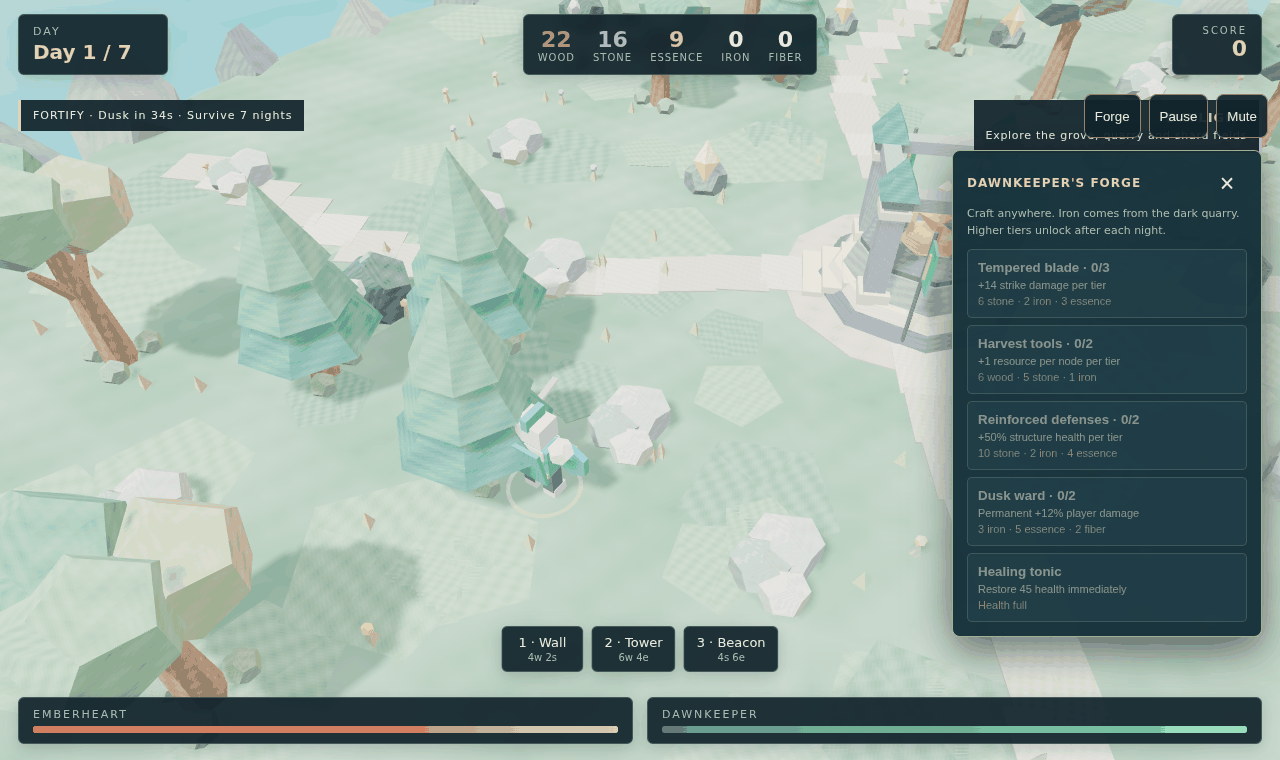 DAY
Day 1 / 7
22 16 9 0 0
WOOD STONE ESSENCE IRON FIBER
SCORE
0
FORTIFY · Dusk in 34s · Survive 7 nights
Forge Pause Mute
Explore the grove, quarry and
DAWNKEEPER'S FORGE ✕
Craft anywhere. Iron comes from the dark quarry.
Higher tiers unlock after each night.
Tempered blade · 0/3
+14 strike damage per tier
6 stone · 2 iron · 3 essence
Harvest tools · 0/2
+1 resource per node per tier
6 wood · 5 stone · 1 iron
Reinforced defenses · 0/2
+50% structure health per tier
10 stone · 2 iron · 4 essence
Dusk ward · 0/2
Permanent +12% player damage
3 iron · 5 essence · 2 fiber
Healing tonic
Restore 45 health immediately
Health full
1 · Wall
4w 2s
2 · Tower
6w 4e
3 · Beacon
4s 6e
EMBERHEART
DAWNKEEPER